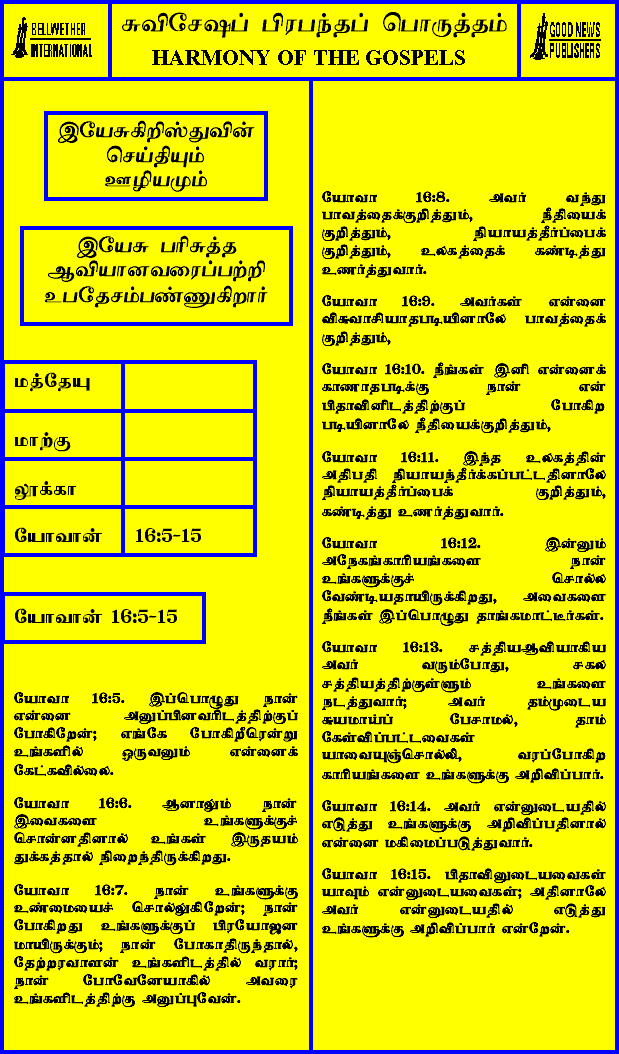 BELLWETHER
INTERNATIONAL
சுவிசேஷப் பிரபந்தப் பொருத்தம்
HARMONY OF THE GOSPELS
GOOD NEWS
PUBLISHERS
இயேசுகிறிஸ்துவின்
செய்தியும்
ஊழியமும்
இயேசு பரிசுத்த
ஆவியானவரைப்பற்றி
உபதேசம்பண்ணுகிறார்
மத்தேயு
மாற்கு
லூக்கா
யோவான் 16:5-15
யோவான் 16:5-15
யோவா 16:5. இப்பொழுது நான்
என்னை அனுப்பினவரிடத்திற்குப்
போகிறேன்; எங்கே போகிறீரென்று
உங்களில் ஒருவனும் என்னைக்
கேட்கவில்லை.
யோவா 16:6. ஆனாலும் நான்
இவைகளை உங்களுக்குச்
சொன்னதினால் உங்கள் இருதயம்
துக்கத்தால் நிறைந்திருக்கிறது.
யோவா 16:7. நான் உங்களுக்கு
உண்மையைச் சொல்லுகிறேன்; நான்
போகிறது உங்களுக்குப் பிரயோஜன
மாயிருக்கும்; நான் போகாதிருந்தால்,
தேற்றரவாளன் உங்களிடத்தில் வரார்;
நான் போவேனேயாகில் அவரை
உங்களிடத்திற்கு அனுப்புவேன்.
யோவா 16:8. அவர் வந்து
பாவத்தைக்குறித்தும், நீதியைக்
குறித்தும், நியாயத்தீர்ப்பைக்
குறித்தும், உலகத்தைக் கண்டித்து
உணர்த்துவார்.
யோவா 16:9. அவர்கள் என்னை
விசுவாசியாதபடியினாலே பாவத்தைக்
குறித்தும்,
யோவா 16:10. நீங்கள் இனி என்னைக்
காணாதபடிக்கு நான் என்
பிதாவினிடத்திற்குப் போகிற
படியினாலே நீதியைக்குறித்தும்,
யோவா 16:11. இந்த உலகத்தின்
அதிபதி நியாயந்தீர்க்கப்பட்டதினாலே
நியாயத்தீர்ப்பைக் குறித்தும்,
கண்டித்து உணர்த்துவார்.
யோவா 16:12. இன்னும்
அநேகங்காரியங்களை நான்
உங்களுக்குச் சொல்ல
வேண்டியதாயிருக்கிறது, அவைகளை
நீங்கள் இப்பொழுது தாங்கமாட்டீர்கள்.
யோவா 16:13. சத்தியஆவியாகிய
அவர் வரும்போது, சகல
சத்தியத்திற்குள்ளும் உங்களை
நடத்துவார்; அவர் தம்முடைய
சுயமாய்ப் பேசாமல், தாம்
கேள்விப்பட்டவைகள்
யாவையுஞ்சொல்லி, வரப்போகிற
காரியங்களை உங்களுக்கு அறிவிப்பார்.
யோவா 16:14. அவர் என்னுடையதில்
எடுத்து உங்களுக்கு அறிவிப்பதினால்
என்னை மகிமைப்படுத்துவார்.
யோவா 16:15. பிதாவினுடையவைகள்
யாவும் என்னுடையவைகள்; அதினாலே
அவர் என்னுடையதில் எடுத்து
உங்களுக்கு அறிவிப்பார் என்றேன்.